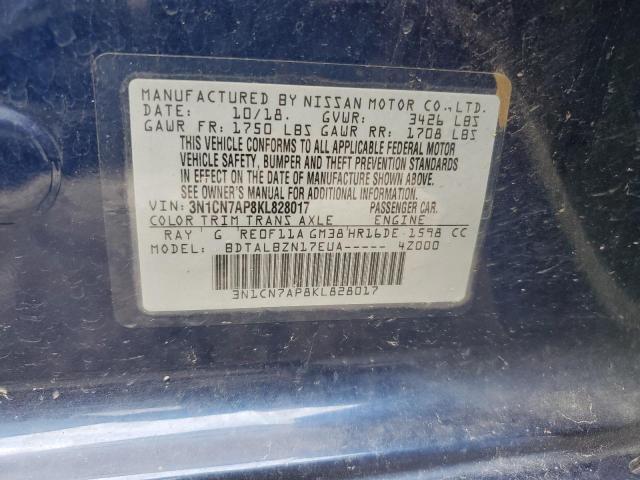 MANUFACTURED BY NISSAN MOTOR CO., LTD.
DATE: 10/18. GVWR: 3426 LBS
GAWR FR: 1750 LBS GAWR RR: 1708 LBS
THIS VEHICLE CONFORMS TO ALL APPLICABLE FEDERAL MOTOR
VEHICLE SAFETY, BUMPER AND THEFT PREVENTION STANDARDS
IN EFFECT ON THE DATE OF MANUFACTURE SHOWN ABOVE.
SEE OWNER'S MANUAL FOR ADDITIONAL INFORMATION.
VIN: 3N1CN7AP8KL828017 PASSENGER CAR.
COLOR TRIM TRANS AXLE ENGINE
RAY G RE0F11A GM38 HR16DE 1598 CC
MODEL: BDTALBZN17EUA----- 4Z000
3N1CN7AP8KL828017